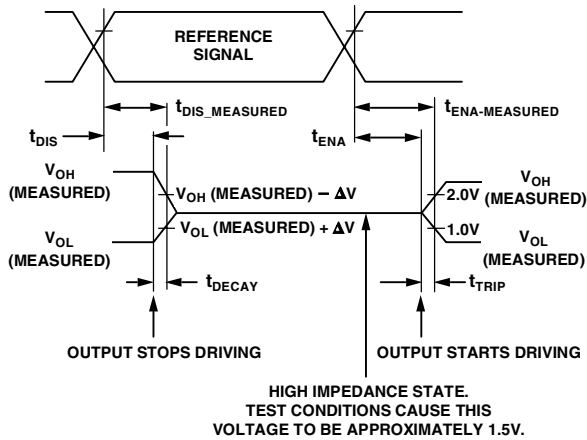 REFERENCE
SIGNAL
tDIS_MEASURED
tENA-MEASURED
tDIS
tENA
VOH
(MEASURED)
VOH (MEASURED) – ΔV
2.0V
VOH
(MEASURED)
VOL
(MEASURED)
VOL (MEASURED) + ΔV
1.0V
VOL
(MEASURED)
tDECAY
tTRIP
OUTPUT STOPS DRIVING
OUTPUT STARTS DRIVING
HIGH IMPEDANCE STATE.
TEST CONDITIONS CAUSE THIS
VOLTAGE TO BE APPROXIMATELY 1.5V.